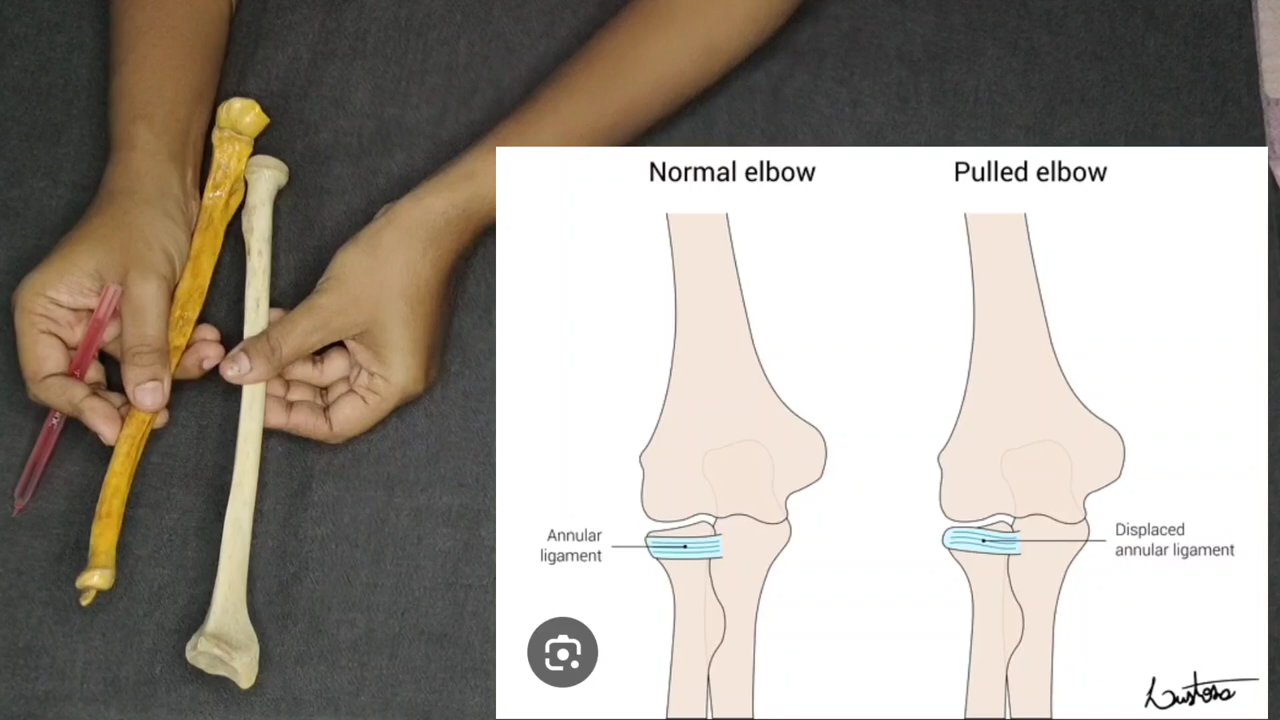 Normal elbow
Pulled elbow
Annular
ligament
Displaced
annular ligament